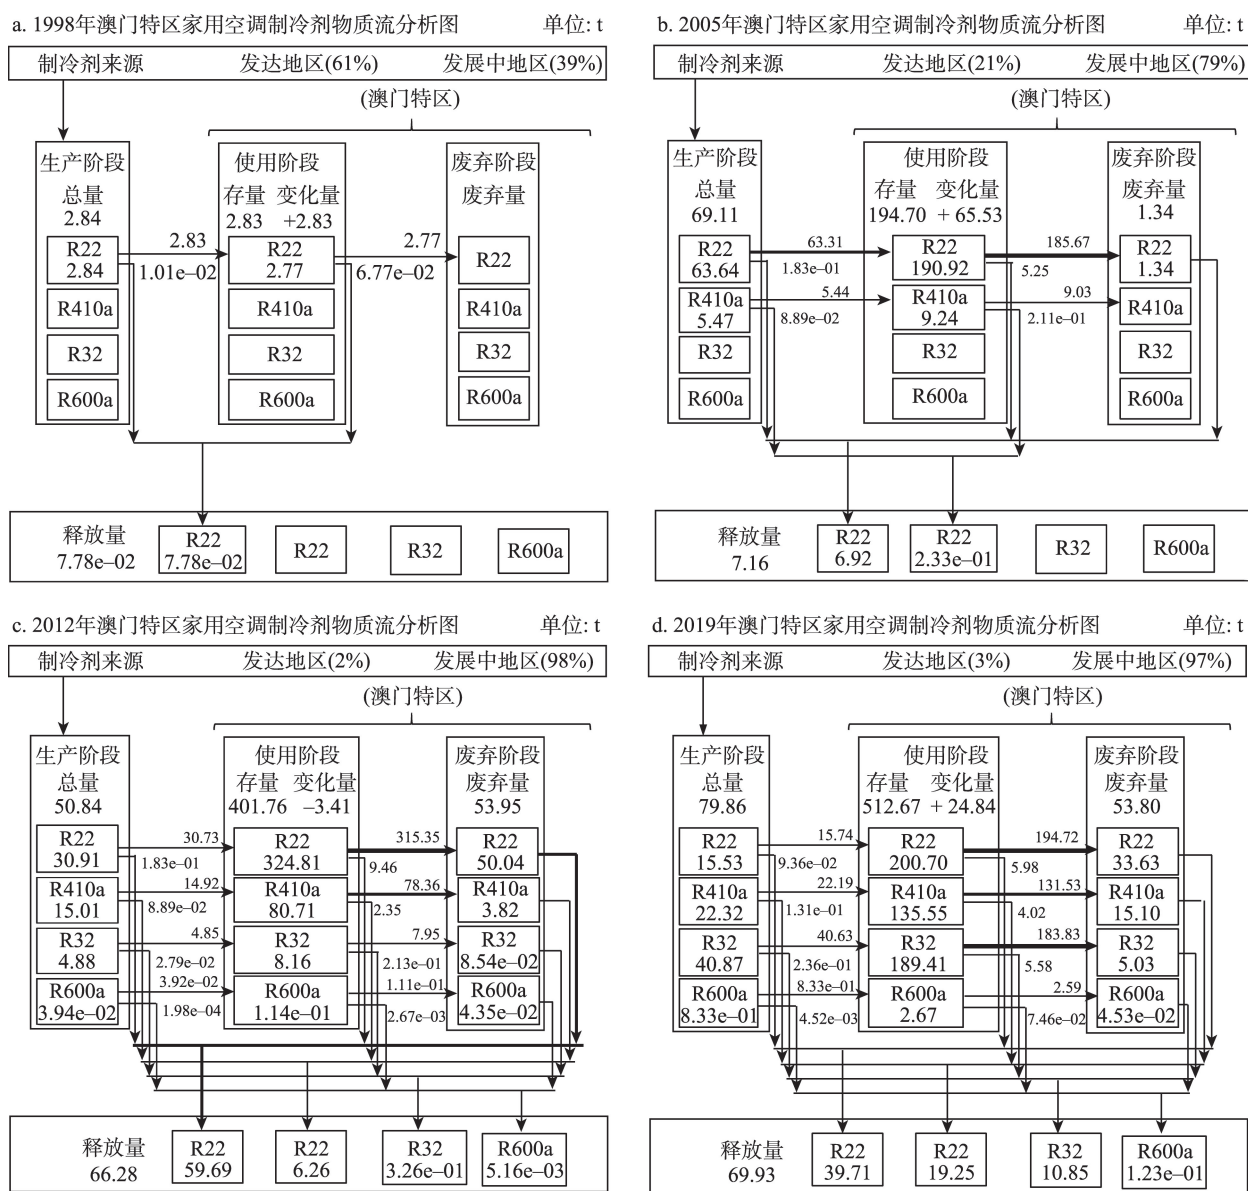 a. 1998年澳门特区家用空调制冷剂物质流分析图 单位: t
制冷剂来源 发达地区(61%) 发展中地区(39%)
(澳门特区)
生产阶段 使用阶段 废弃阶段
总量 存量 变化量 废弃量
2.84 2.83 +2.83
R22 2.83 R22 2.77 R22
2.84 1.01e–02 2.77 6.77e–02
R410a R410a R410a
R32 R32 R32
R600a R600a R600a
释放量 R22 R22 R32 R600a
7.78e–02 7.78e–02
b. 2005年澳门特区家用空调制冷剂物质流分析图 单位: t
制冷剂来源 发达地区(21%) 发展中地区(79%)
(澳门特区)
生产阶段 使用阶段 废弃阶段
总量 存量 变化量 废弃量
69.11 194.70 + 65.53 1.34
R22 63.31 R22 185.67 R22
63.64 1.83e–01 190.92 5.25 1.34
R410a 5.44 R410a 9.03 R410a
5.47 8.89e–02 9.24 2.11e–01
R32 R32 R32
R600a R600a R600a
释放量 R22 R22 R32 R600a
7.16 6.92 2.33e–01
c. 2012年澳门特区家用空调制冷剂物质流分析图 单位: t
制冷剂来源 发达地区(2%) 发展中地区(98%)
(澳门特区)
生产阶段 使用阶段 废弃阶段
总量 存量 变化量 废弃量
50.84 401.76 –3.41 53.95
R22 30.73 R22 315.35 R22
30.91 1.83e–01 324.81 9.46 50.04
R410a 14.92 R410a 78.36 R410a
15.01 8.89e–02 80.71 2.35 3.82
R32 4.85 R32 7.95 R32
4.88 2.79e–02 8.16 2.13e–01 8.54e–02
R600a 3.92e–02 R600a 1.11e–01 R600a
3.94e–02 1.98e–04 1.14e–01 2.67e–03 4.35e–02
释放量 R22 R22 R32 R600a
66.28 59.69 6.26 3.26e–01 5.16e–03
d. 2019年澳门特区家用空调制冷剂物质流分析图 单位: t
制冷剂来源 发达地区(3%) 发展中地区(97%)
(澳门特区)
生产阶段 使用阶段 废弃阶段
总量 存量 变化量 废弃量
79.86 512.67 + 24.84 53.80
R22 15.74 R22 194.72 R22
15.53 9.36e–02 200.70 5.98 33.63
R410a 22.19 R410a 131.53 R410a
22.32 1.31e–01 135.55 4.02 15.10
R32 40.63 R32 183.83 R32
40.87 2.36e–01 189.41 5.58 5.03
R600a 8.33e–01 R600a 2.59 R600a
8.33e–01 4.52e–03 2.67 7.46e–02 4.53e–02
释放量 R22 R22 R32 R600a
69.93 39.71 19.25 10.85 1.23e–01